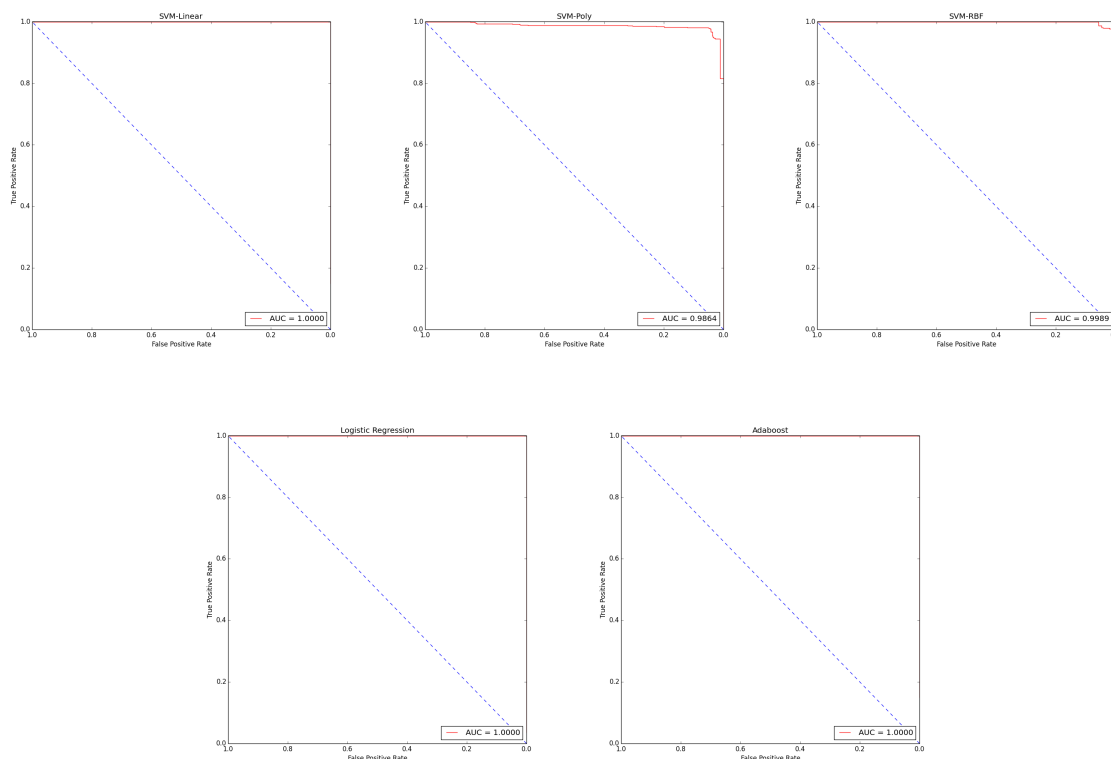 SVM-Linear
1.0
0.8
0.6
0.4
0.2
0.0
True Positive Rate
AUC = 1.0000
1.0 0.8 0.6 0.4 0.2 0.0
False Positive Rate
SVM-Poly
1.0
0.8
0.6
0.4
0.2
0.0
True Positive Rate
AUC = 0.9864
1.0 0.8 0.6 0.4 0.2 0.0
False Positive Rate
SVM-RBF
1.0
0.8
0.6
0.4
0.2
0.0
True Positive Rate
AUC = 0.9989
1.0 0.8 0.6 0.4 0.2 0.0
False Positive Rate
Logistic Regression
1.0
0.8
0.6
0.4
0.2
0.0
True Positive Rate
AUC = 1.0000
1.0 0.8 0.6 0.4 0.2 0.0
False Positive Rate
Adaboost
1.0
0.8
0.6
0.4
0.2
0.0
True Positive Rate
AUC = 1.0000
1.0 0.8 0.6 0.4 0.2 0.0
False Positive Rate